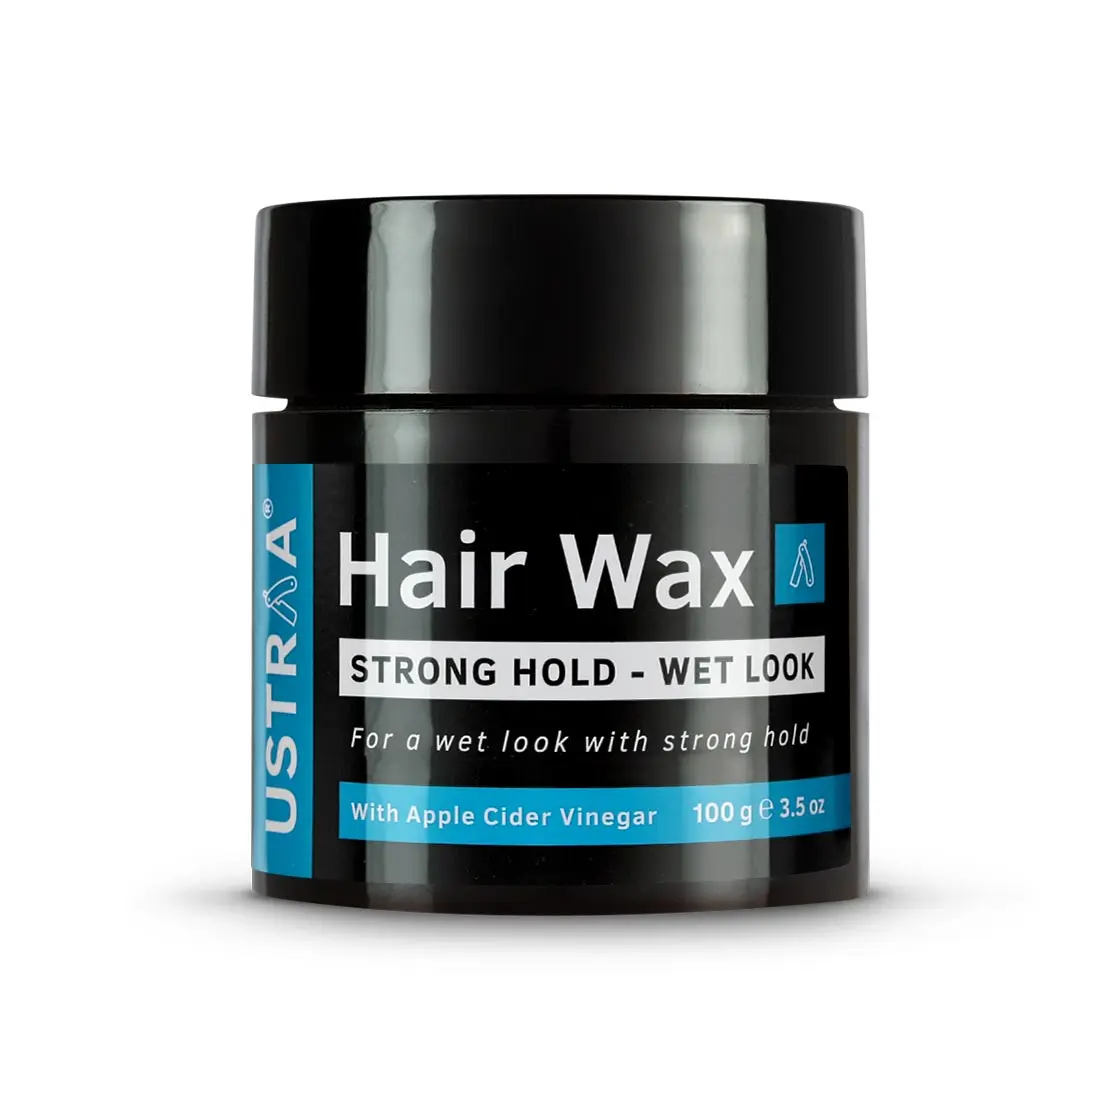 USTRAA®
Hair Wax
STRONG HOLD - WET LOOK
For a wet look with strong hold
With Apple Cider Vinegar 100 g ℮ 3.5 oz